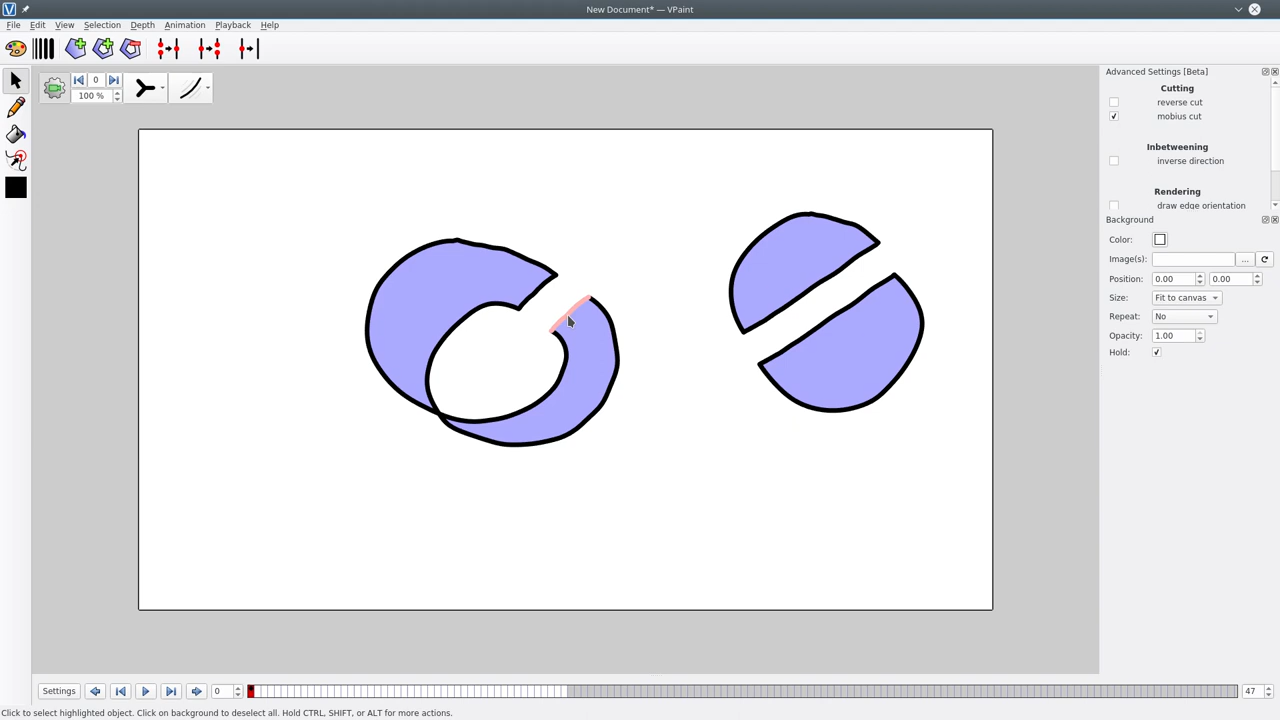 New Document* — VPaint
File Edit View Selection Depth Animation Playback Help
0
100 %
Advanced Settings [Beta]
Cutting
reverse cut
mobius cut
Inbetweening
inverse direction
Rendering
draw edge orientation
Background
Color:
Image(s): ...
Position: 0.00 0.00
Size: Fit to canvas
Repeat: No
Opacity: 1.00
Hold:
Settings 0 47
Click to select highlighted object. Click on background to deselect all. Hold CTRL, SHIFT, or ALT for more actions.